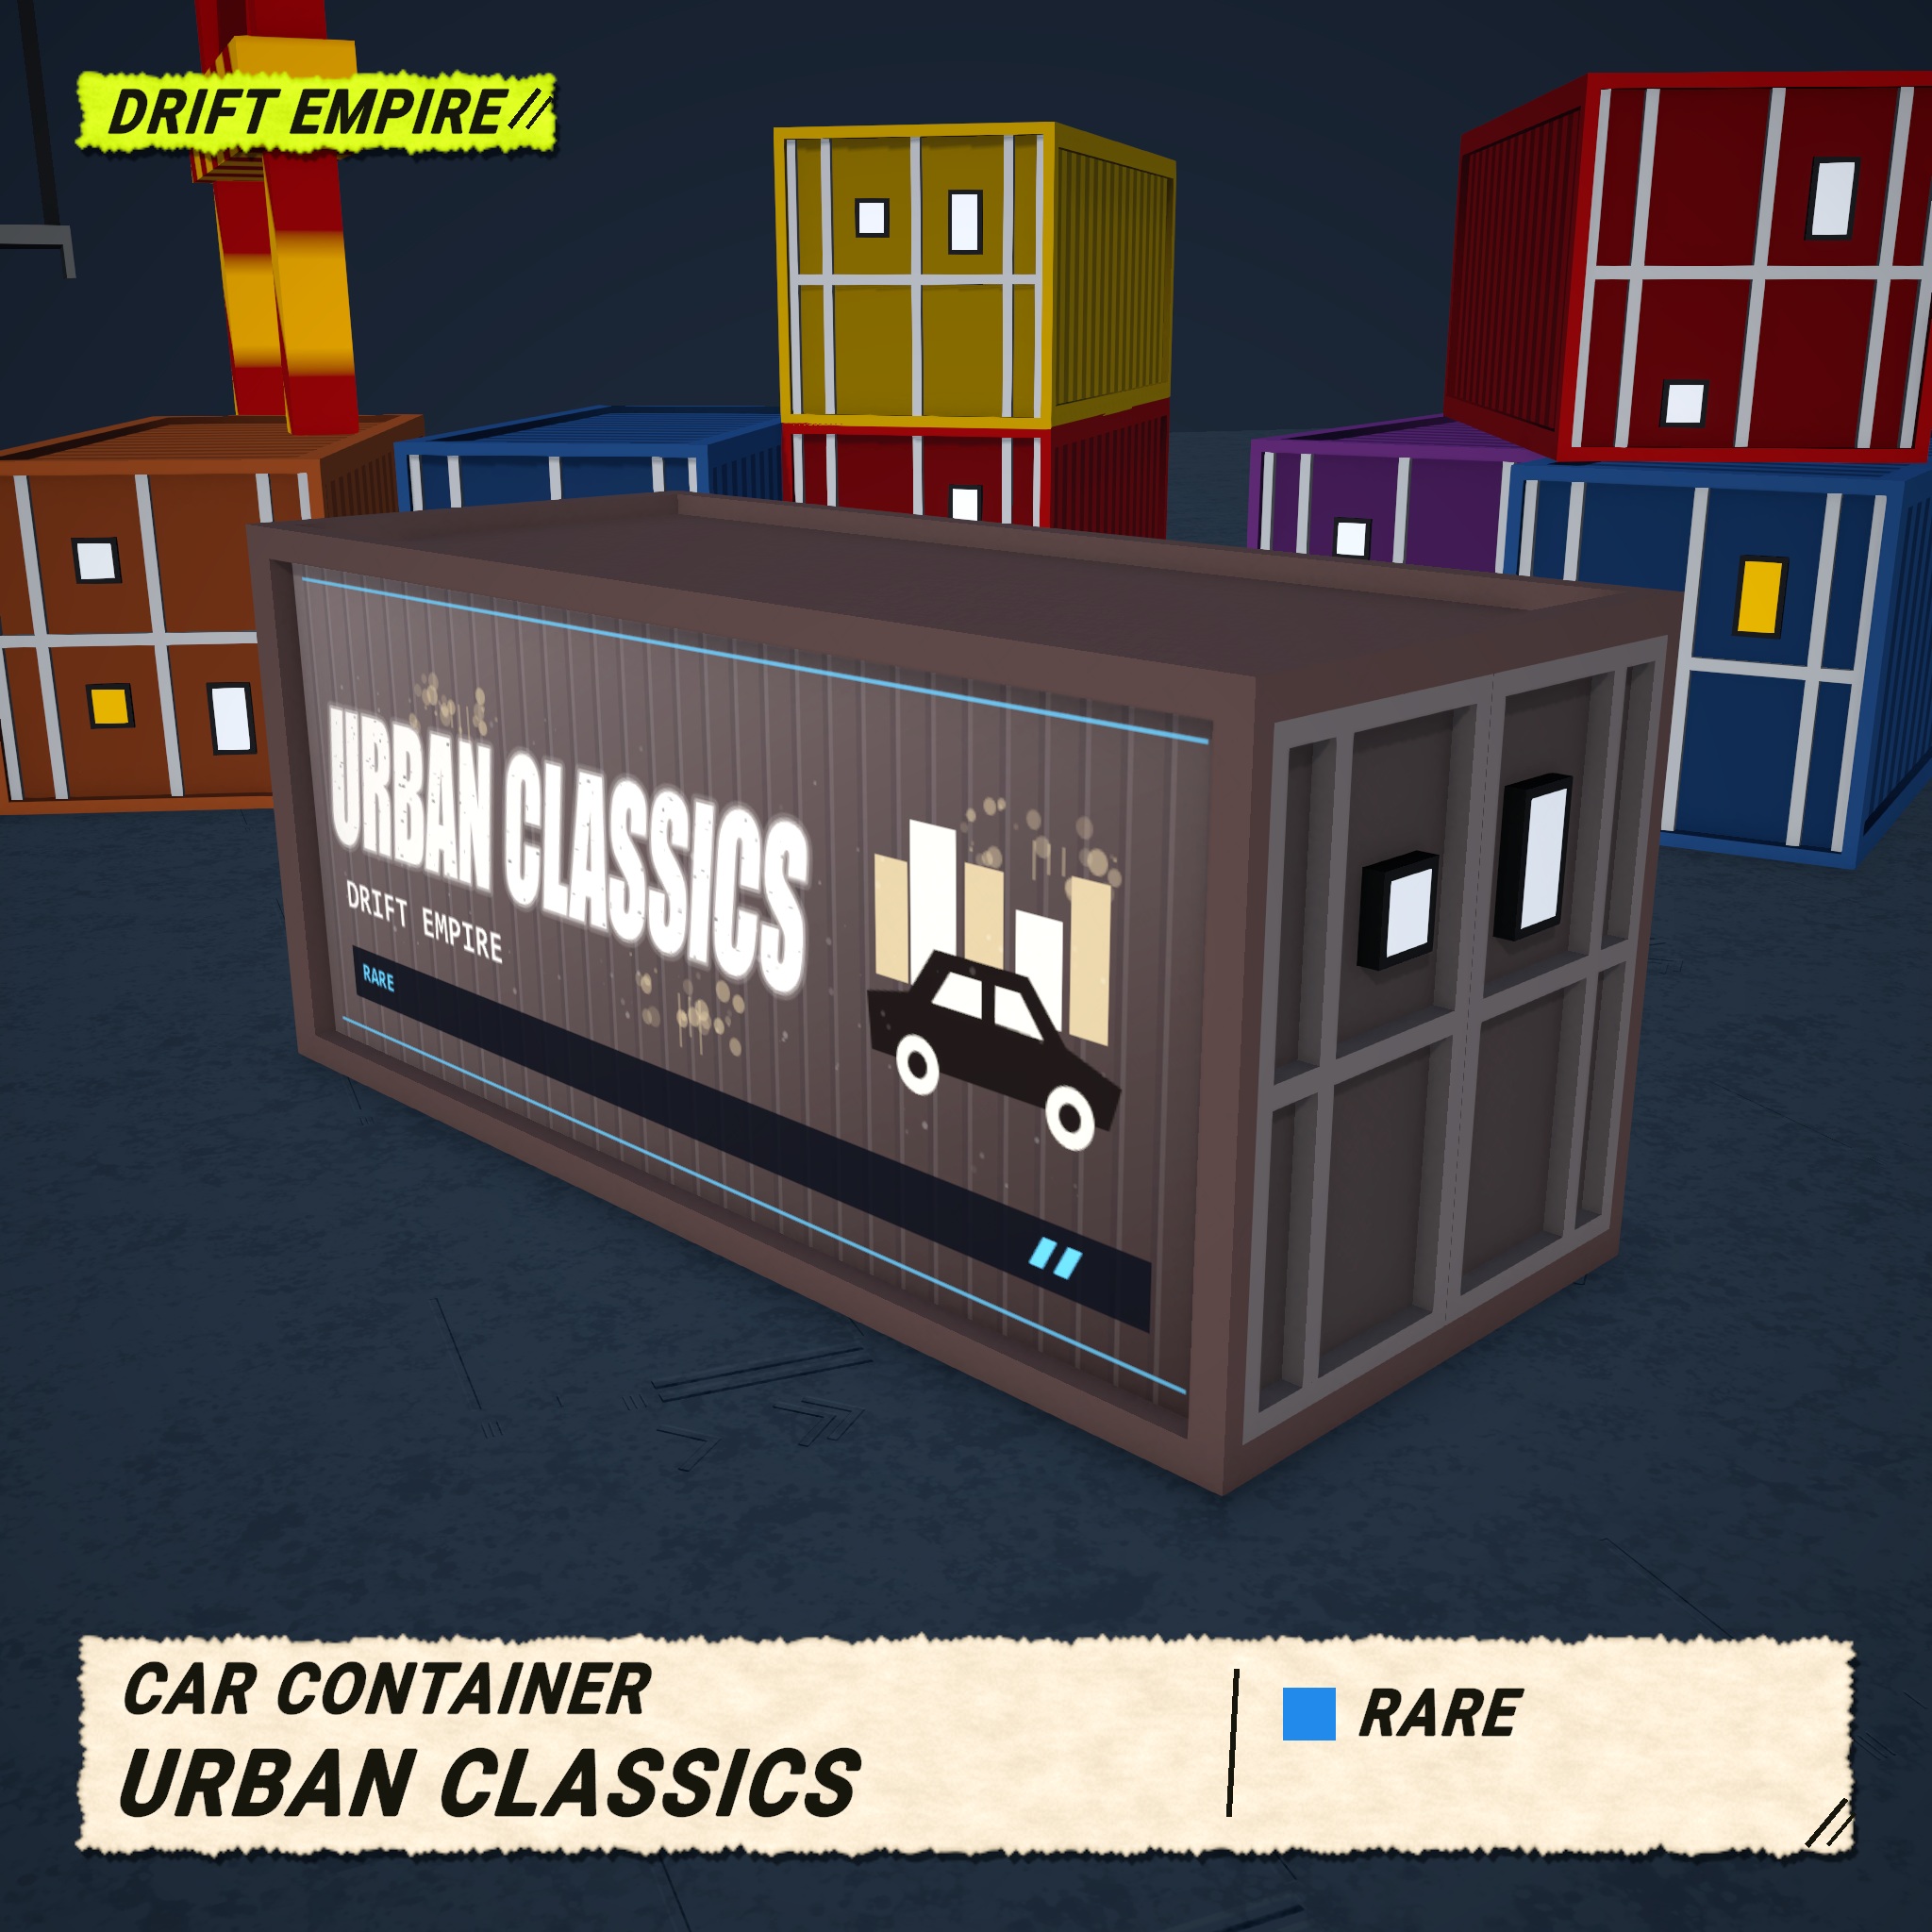 DRIFT EMPIRE//
URBAN CLASSICS
DRIFT EMPIRE
RARE
CAR CONTAINER
URBAN CLASSICS
RARE